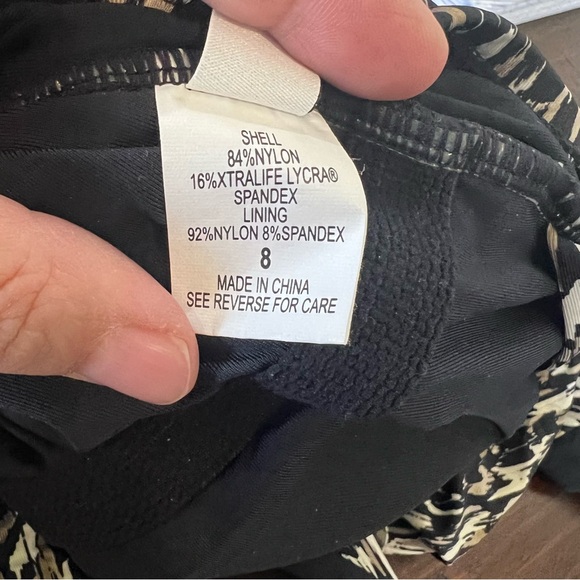 SHELL
84%NYLON
16%XTRALIFE LYCRA®
SPANDEX
LINING
92%NYLON 8%SPANDEX
8
MADE IN CHINA
SEE REVERSE FOR CARE